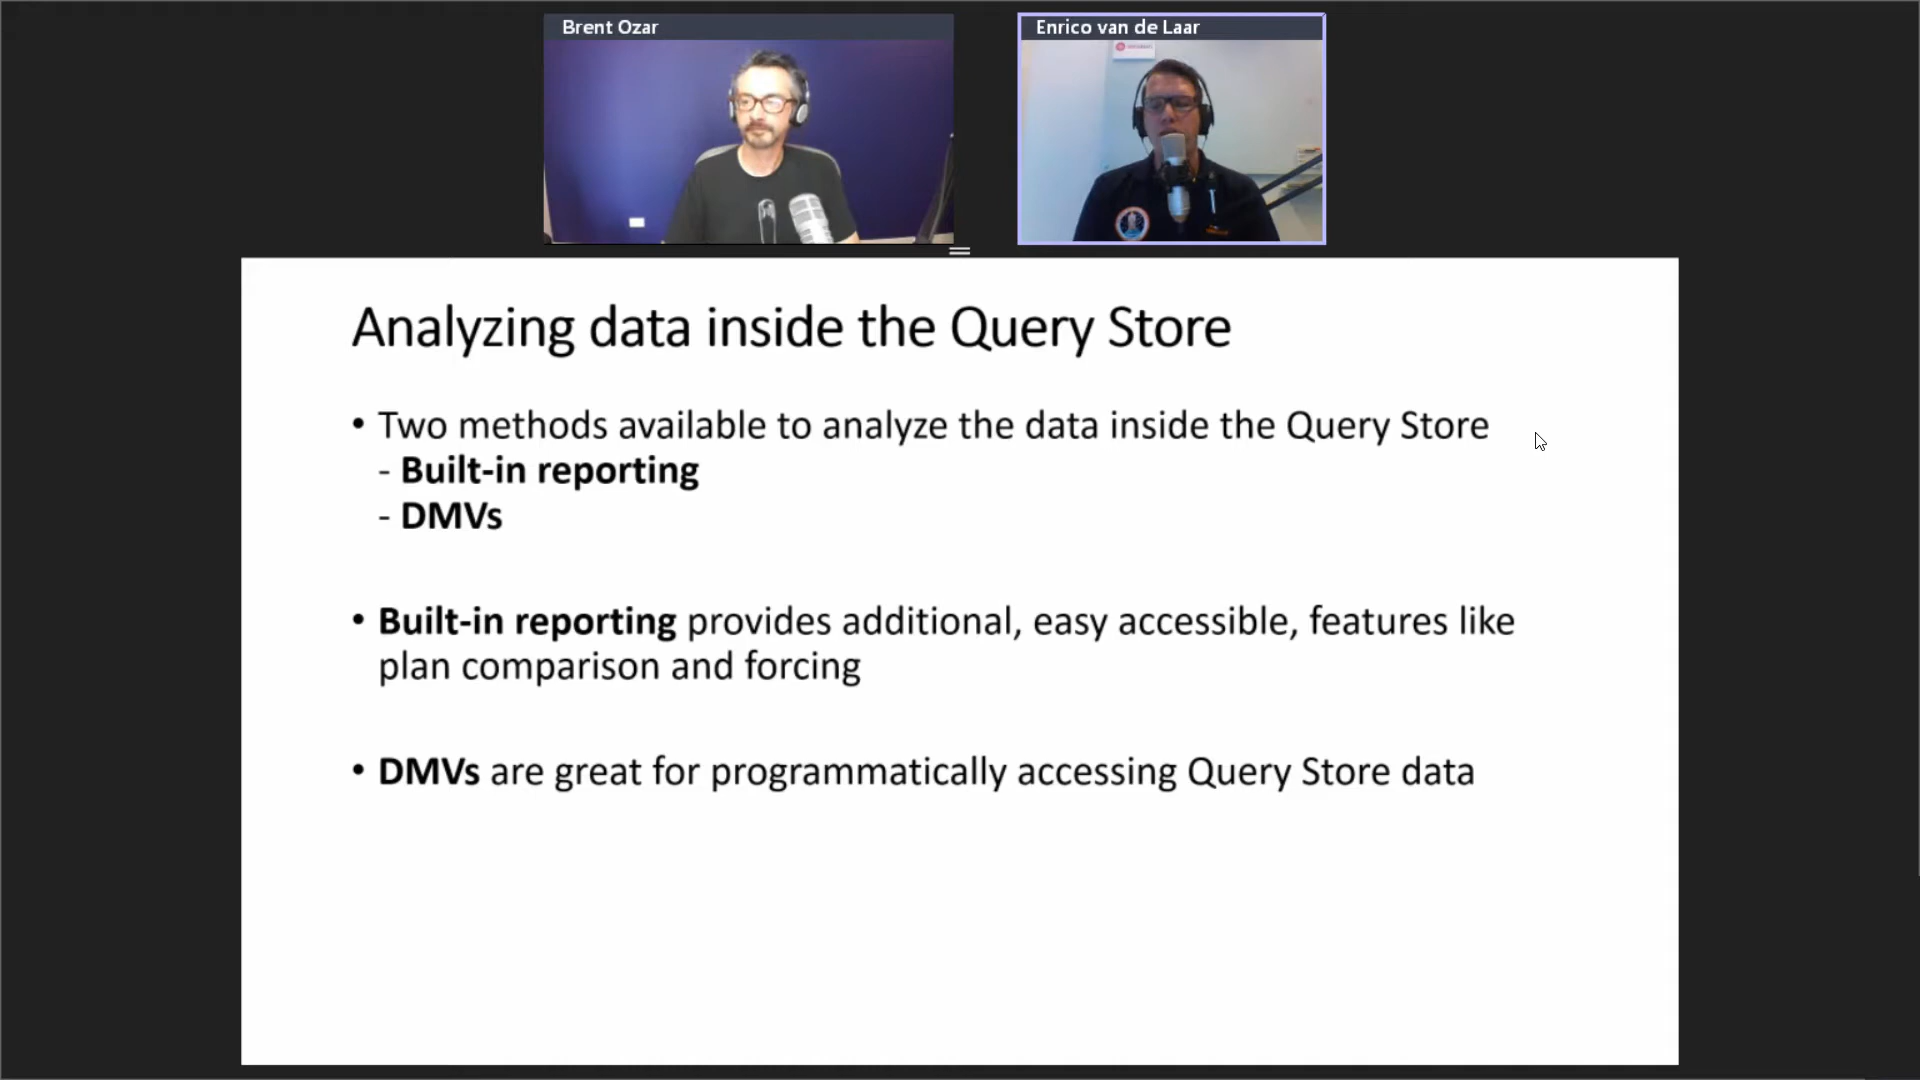 Brent Ozar
Enrico van de Laar
Analyzing data inside the Query Store
• Two methods available to analyze the data inside the Query Store
- Built-in reporting
- DMVs
• Built-in reporting provides additional, easy accessible, features like
plan comparison and forcing
• DMVs are great for programmatically accessing Query Store data